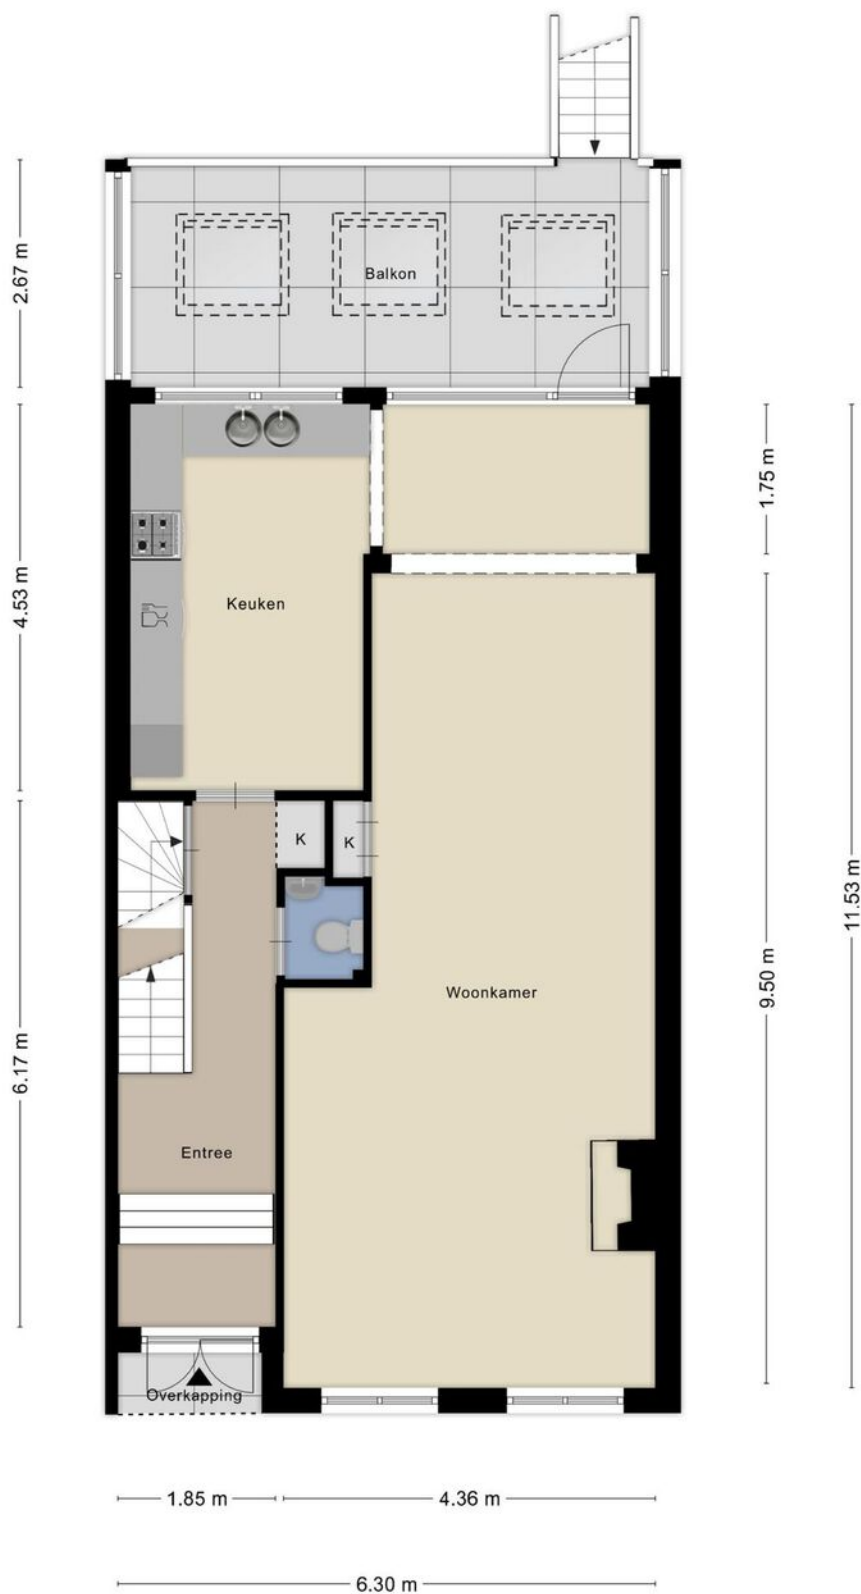 Balkon
2.67 m
1.75 m
4.53 m
Keuken
K
K
11.53 m
9.50 m
Woonkamer
6.17 m
Entree
Overkapping
1.85 m
4.36 m
6.30 m